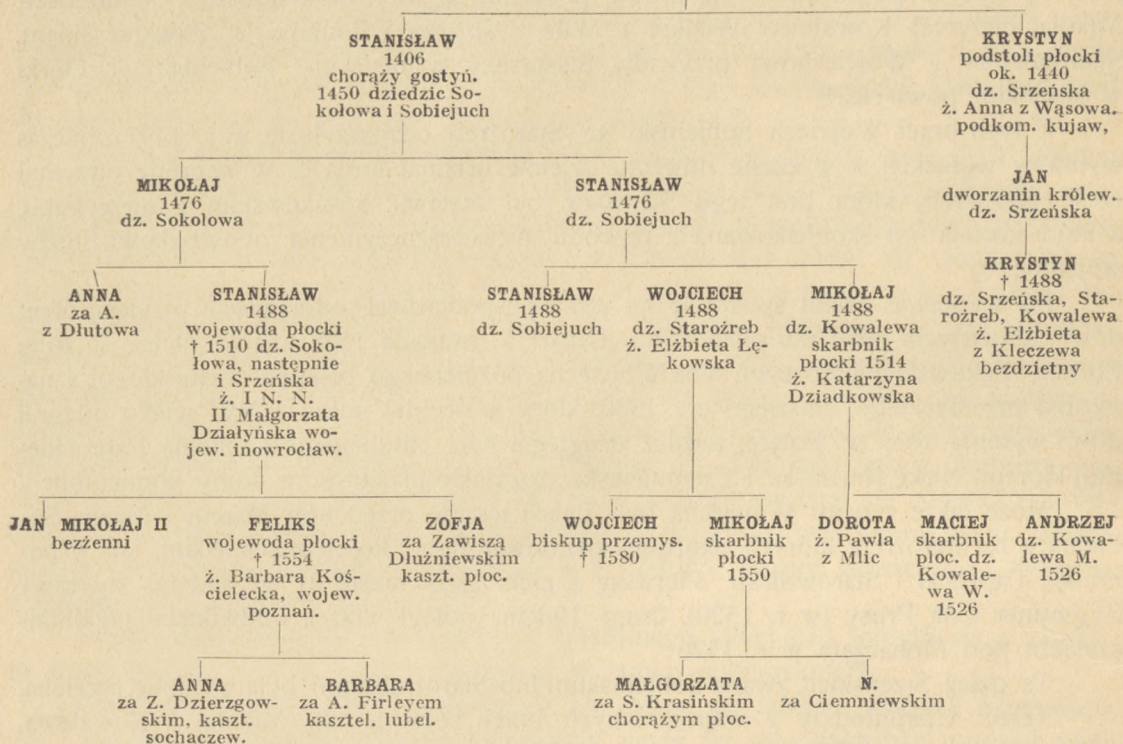 STANISŁAW
1406
chorąży gostyń.
1450 dziedzic So-
kołowa i Sobiejuch
KRYSTYN
podstoli płocki
ok. 1440
dz. Srzeńska
ż. Anna z Wąsowa.
podkom. kujaw,
MIKOŁAJ
1476
dz. Sokolowa
STANISŁAW
1476
dz. Sobiejuch
JAN
dworzanin królew.
dz. Srzeńska
ANNA
za A.
z Dłutowa
STANISŁAW
1488
wojewoda płocki
† 1510 dz. Soko-
łowa, następnie
i Srzeńska
ż. I N. N.
II Małgorzata
Działyńska wo-
jew. inowrocław.
STANISŁAW
1488
dz. Sobiejuch
WOJCIECH
1488
dz. Starożreb
ż. Elżbieta Łę-
kowska
MIKOŁAJ
1488
dz. Kowalewa
skarbnik
płocki 1514
ż. Katarzyna
Dziadkowska
KRYSTYN
† 1488
dz. Srzeńska, Sta-
rożreb, Kowalewa
ż. Elżbieta
z Kleczewa
bezdzietny
JAN MIKOŁAJ II
bezżenni
FELIKS
wojewoda płocki
† 1554
ż. Barbara Koś-
cielecka, wojew.
poznań.
ZOFJA
za Zawiszą
Dłużniewskim
kaszt. płoc.
WOJCIECH
biskup przemys.
† 1580
MIKOŁAJ
skarbnik
płocki
1550
DOROTA
ż. Pawła
z Mlic
MACIEJ
skarbnik
płoc. dz.
Kowale-
wa W.
1526
ANDRZEJ
dz. Kowa-
lewa M.
1526
ANNA
za Z. Dzierzgow-
skim, kaszt.
sochaczew.
BARBARA
za A. Firleyem
kasztel. lubel.
MAŁGORZATA
za S. Krasińskim
chorążym płoc.
N.
za Ciemniewskim